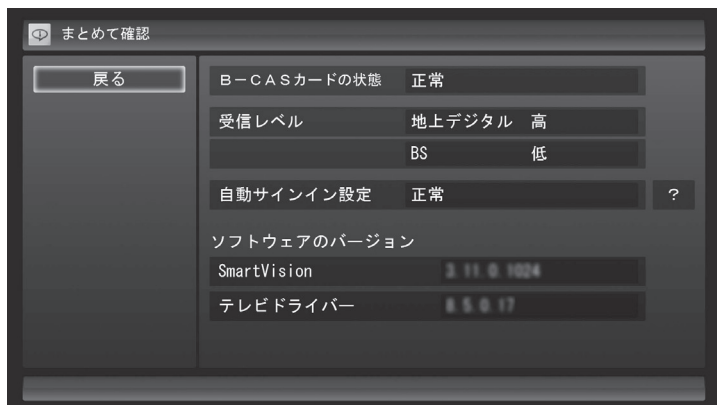 まとめて確認
戻る
B－CASカードの状態　正常
受信レベル　地上デジタル　高
BS　低
自動サインイン設定　正常　?
ソフトウェアのバージョン
SmartVision　3.11.0.1024
テレビドライバー　8.5.0.17